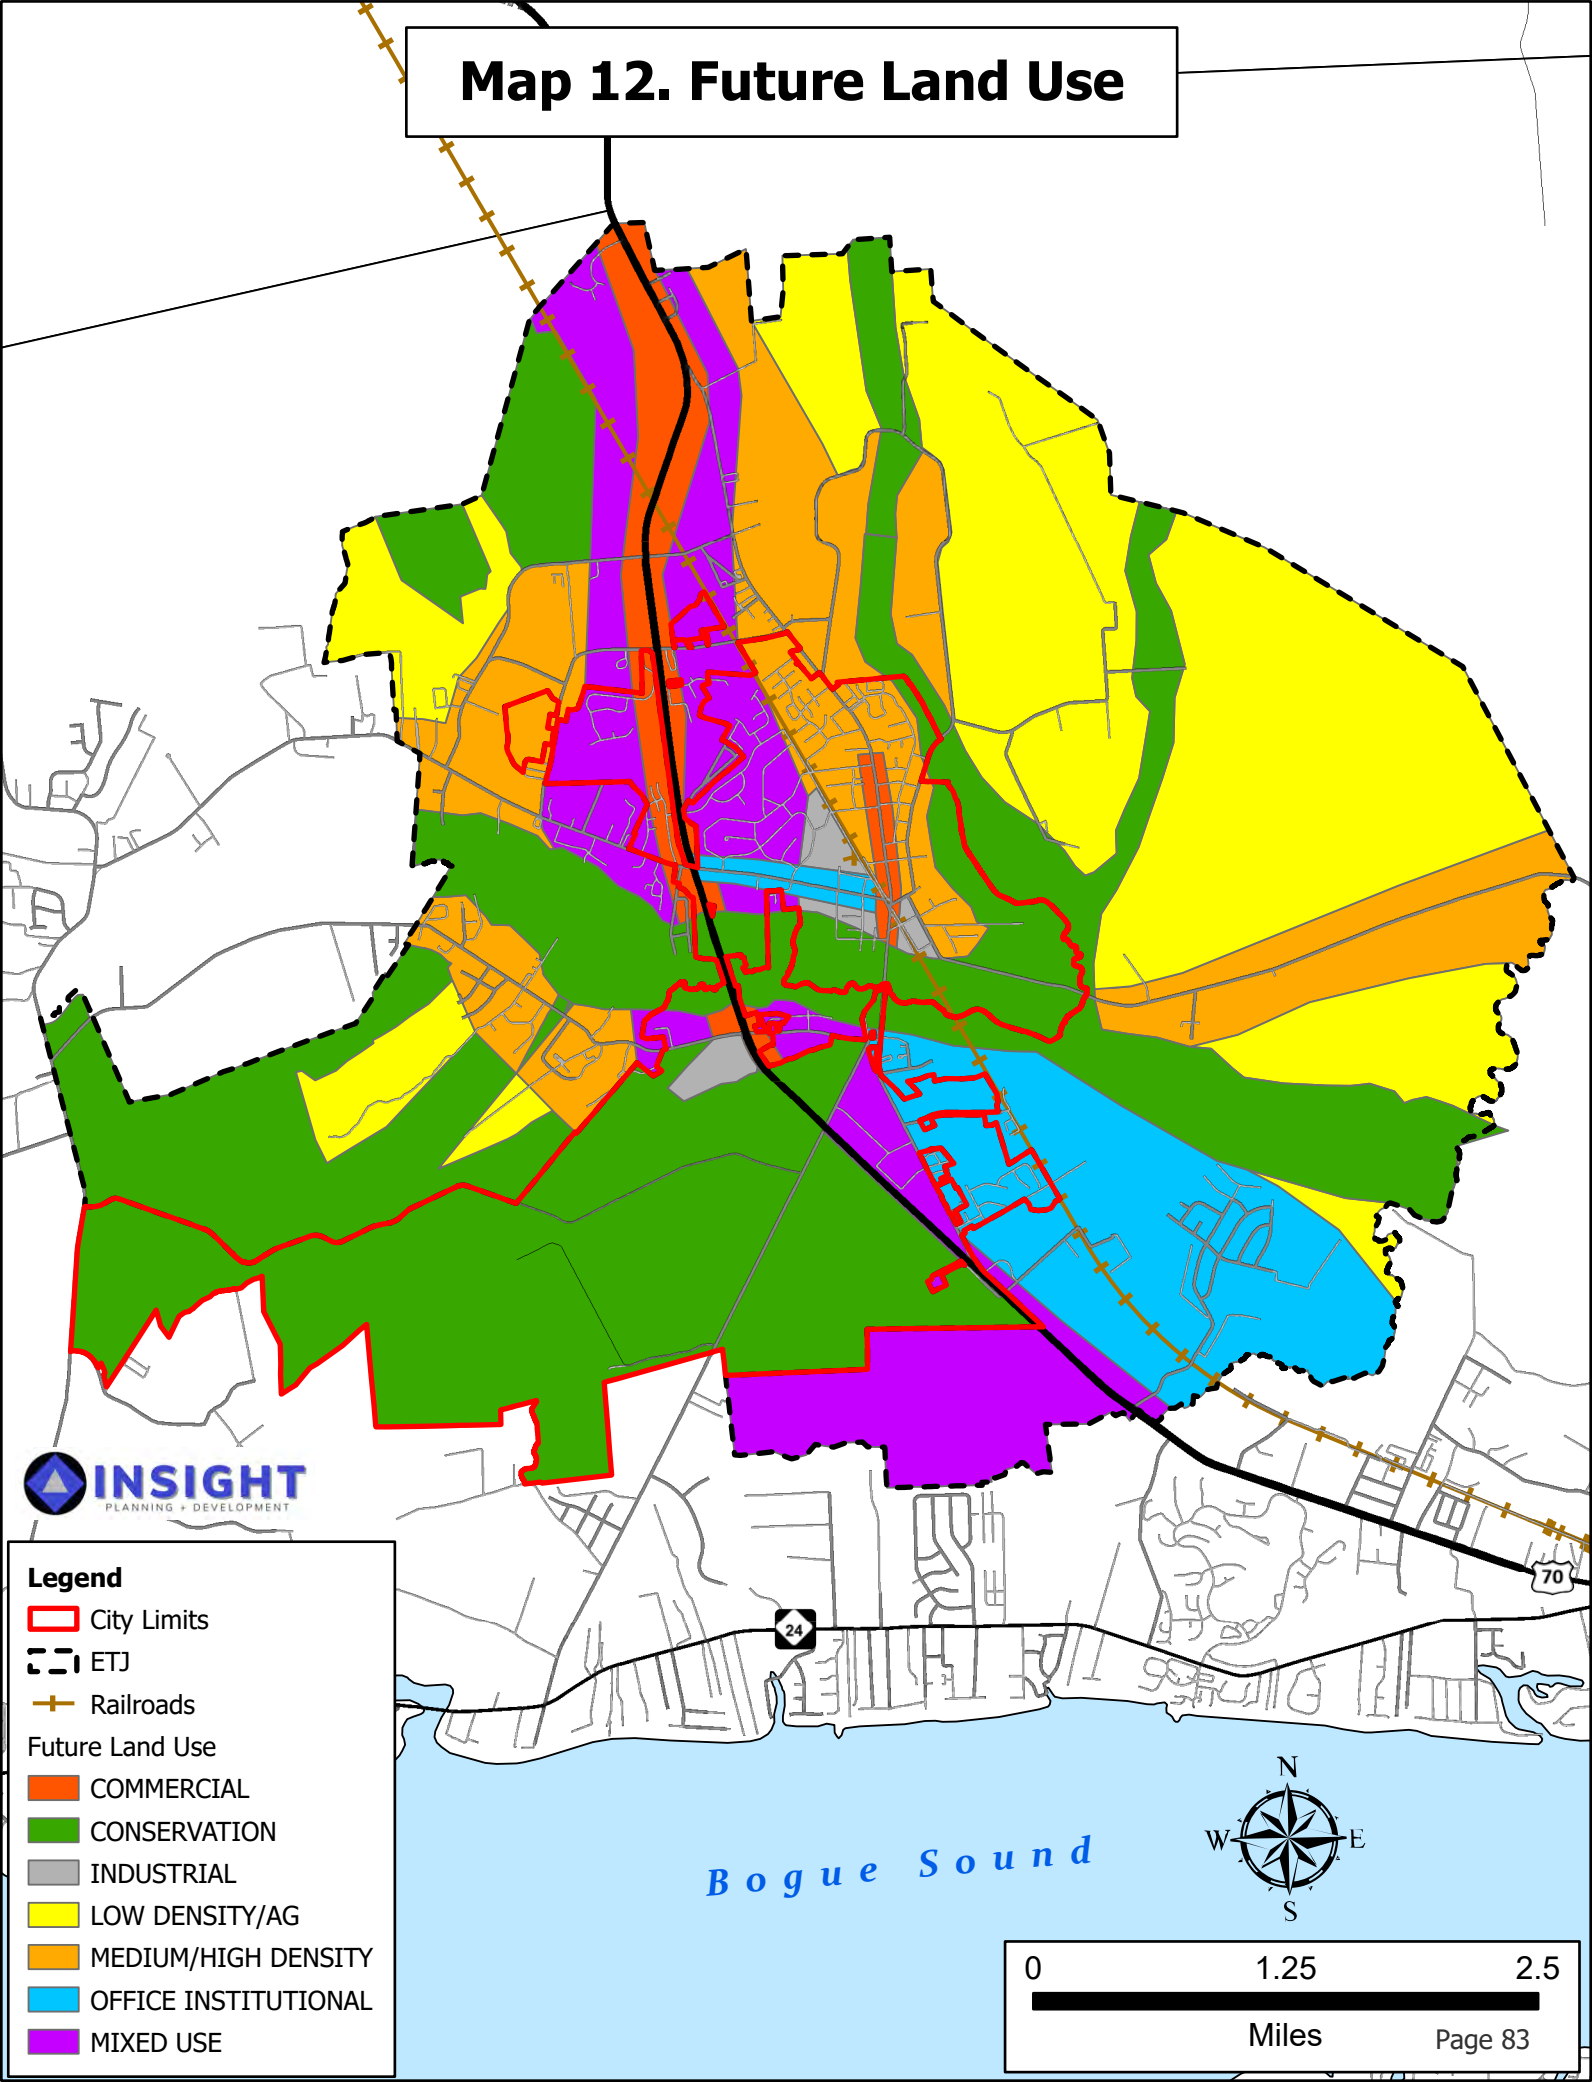 Map 12. Future Land Use
INSIGHT
PLANNING + DEVELOPMENT
Legend
City Limits
ETJ
Railroads
Future Land Use
COMMERCIAL
CONSERVATION
INDUSTRIAL
LOW DENSITY/AG
MEDIUM/HIGH DENSITY
OFFICE INSTITUTIONAL
MIXED USE
70
24
Bogue Sound
N
W E
S
0 1.25 2.5
Miles
Page 83